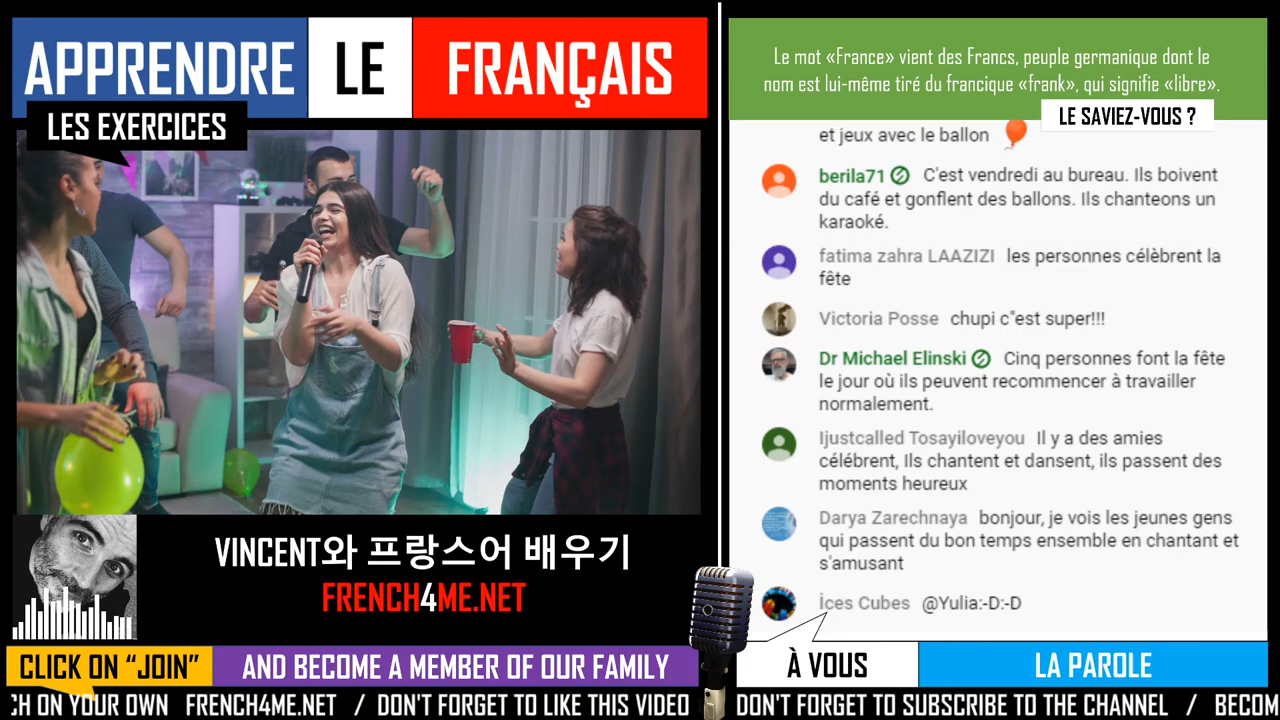 APPRENDRE LE FRANÇAIS
LES EXERCICES
VINCENT와 프랑스어 배우기
FRENCH4ME.NET
CLICK ON “JOIN” AND BECOME A MEMBER OF OUR FAMILY
Le mot «France» vient des Francs, peuple germanique dont le
nom est lui-même tiré du francique «frank», qui signifie «libre».
LE SAVIEZ-VOUS ?
et jeux avec le ballon 🎈
berila71 C'est vendredi au bureau. Ils boivent
du café et gonflent des ballons. Ils chanteons un
karaoké.
fatima zahra LAAZIZI les personnes célèbrent la
fête
Victoria Posse chupi c"est super!!!
Dr Michael Elinski Cinq personnes font la fête
le jour où ils peuvent recommencer à travailler
normalement.
Ijustcalled Tosayiloveyou Il y a des amies
célébrent, Ils chantent et dansent, ils passent des
moments heureux
Darya Zarechnaya bonjour, je vois les jeunes gens
qui passent du bon temps ensemble en chantant et
s'amusant
İces Cubes @Yulia:-D:-D
À VOUS LA PAROLE
CH ON YOUR OWN FRENCH4ME.NET / DON'T FORGET TO LIKE THIS VIDEO DON'T FORGET TO SUBSCRIBE TO THE CHANNEL / BECOM